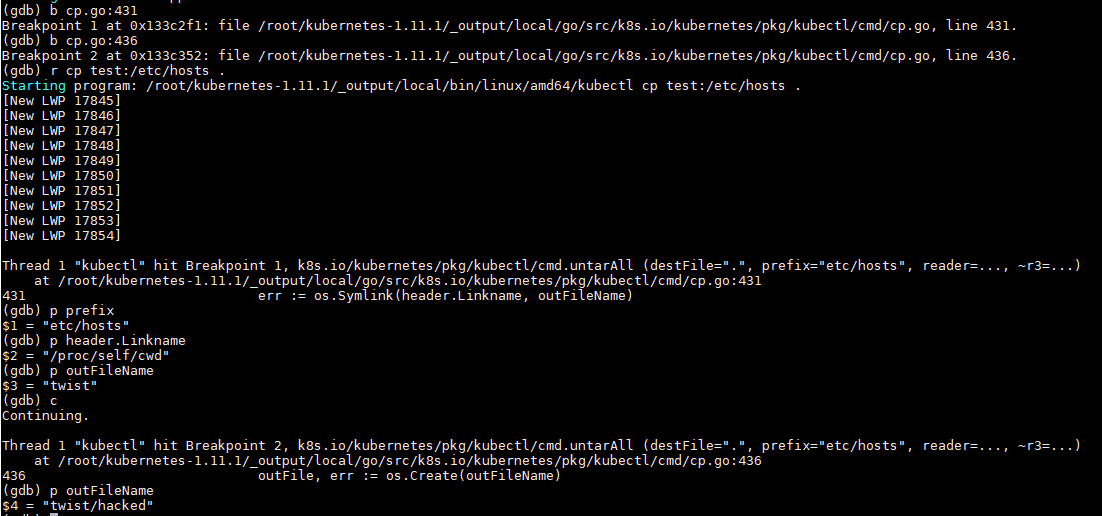 (gdb) b cp.go:431
Breakpoint 1 at 0x133c2f1: file /root/kubernetes-1.11.1/_output/local/go/src/k8s.io/kubernetes/pkg/kubectl/cmd/cp.go, line 431.
(gdb) b cp.go:436
Breakpoint 2 at 0x133c352: file /root/kubernetes-1.11.1/_output/local/go/src/k8s.io/kubernetes/pkg/kubectl/cmd/cp.go, line 436.
(gdb) r cp test:/etc/hosts .
Starting program: /root/kubernetes-1.11.1/_output/local/bin/linux/amd64/kubectl cp test:/etc/hosts .
[New LWP 17845]
[New LWP 17846]
[New LWP 17847]
[New LWP 17848]
[New LWP 17849]
[New LWP 17850]
[New LWP 17851]
[New LWP 17852]
[New LWP 17853]
[New LWP 17854]
Thread 1 "kubectl" hit Breakpoint 1, k8s.io/kubernetes/pkg/kubectl/cmd.untarAll (destFile=".", prefix="etc/hosts", reader=..., ~r3=...)
at /root/kubernetes-1.11.1/_output/local/go/src/k8s.io/kubernetes/pkg/kubectl/cmd/cp.go:431
431 err := os.Symlink(header.Linkname, outFileName)
(gdb) p prefix
$1 = "etc/hosts"
(gdb) p header.Linkname
$2 = "/proc/self/cwd"
(gdb) p outFileName
$3 = "twist"
(gdb) c
Continuing.
Thread 1 "kubectl" hit Breakpoint 2, k8s.io/kubernetes/pkg/kubectl/cmd.untarAll (destFile=".", prefix="etc/hosts", reader=..., ~r3=...)
at /root/kubernetes-1.11.1/_output/local/go/src/k8s.io/kubernetes/pkg/kubectl/cmd/cp.go:436
436 outFile, err := os.Create(outFileName)
(gdb) p outFileName
$4 = "twist/hacked"